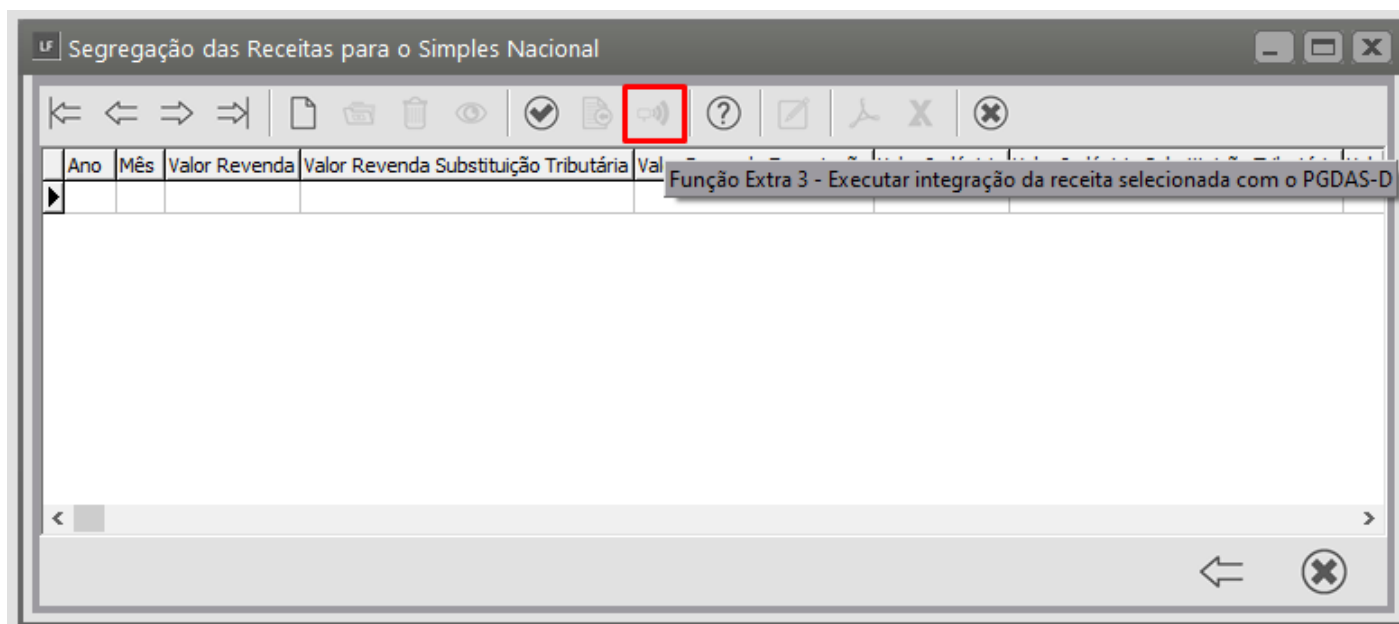 LF Segregação das Receitas para o Simples Nacional
Ano Mês Valor Revenda Valor Revenda Substituição Tributária
Função Extra 3 - Executar integração da receita selecionada com o PGDAS-D